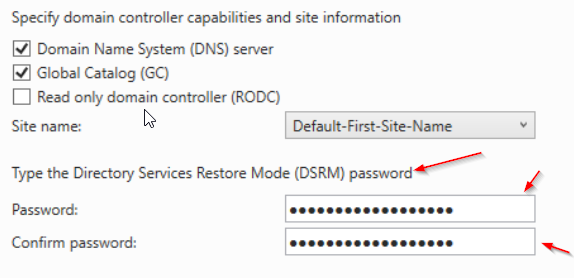 Specify domain controller capabilities and site information
Domain Name System (DNS) server
Global Catalog (GC)
Read only domain controller (RODC)
Site name: Default-First-Site-Name
Type the Directory Services Restore Mode (DSRM) password
Password: ●●●●●●●●●●●●●●●●●●
Confirm password: ●●●●●●●●●●●●●●●●●●